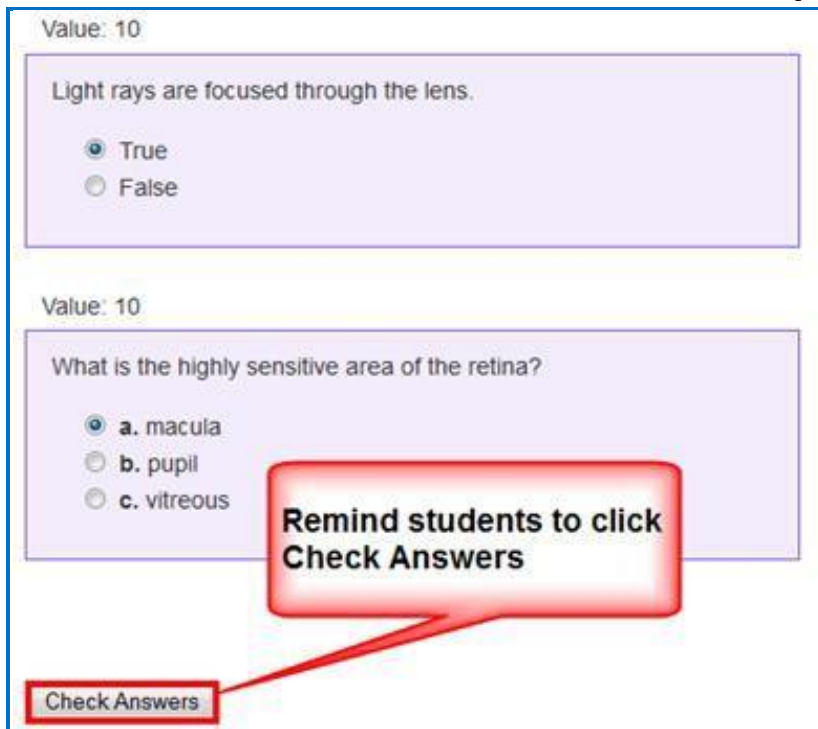 Value: 10
Light rays are focused through the lens.
True
False
Value: 10
What is the highly sensitive area of the retina?
a. macula
b. pupil
c. vitreous
Remind students to click
Check Answers
Check Answers